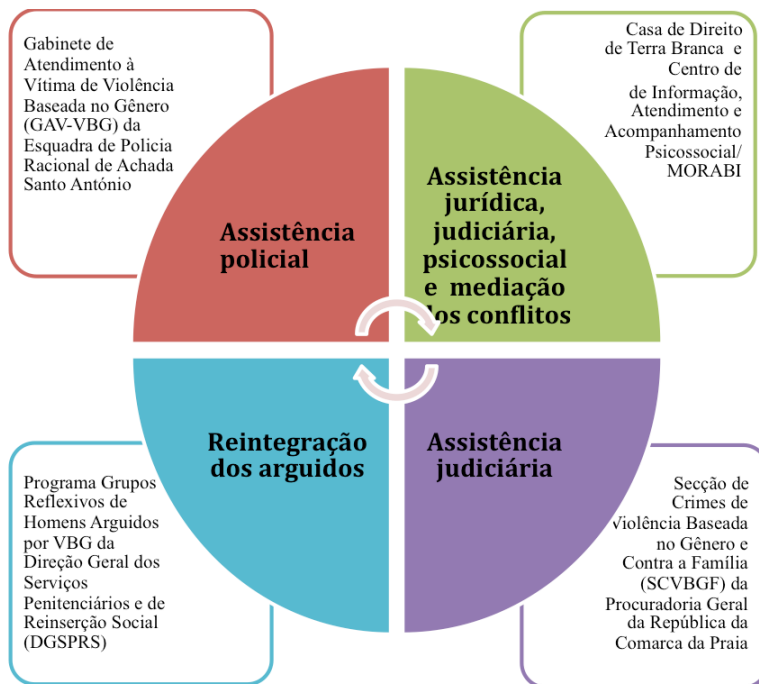 Gabinete de
Atendimento à
Vítima de Violência
Baseada no Gênero
(GAV-VBG) da
Esquadra de Policia
Racional de Achada
Santo António
Casa de Direito
de Terra Branca e
Centro de
de Informação,
Atendimento e
Acompanhamento
Psicossocial/
MORABI
Assistência
policial
Assistência
jurídica,
judiciária,
psicossocial
e mediação
dos conflitos
Reintegração
dos arguidos
Assistência
judiciária
Programa Grupos
Reflexivos de
Homens Arguidos
por VBG da
Direção Geral dos
Serviços
Penitenciários e de
Reinserção Social
(DGSPRS)
Secção de
Crimes de
Violência Baseada
no Gênero e
Contra a Família
(SCVBGF) da
Procuradoria Geral
da República da
Comarca da Praia